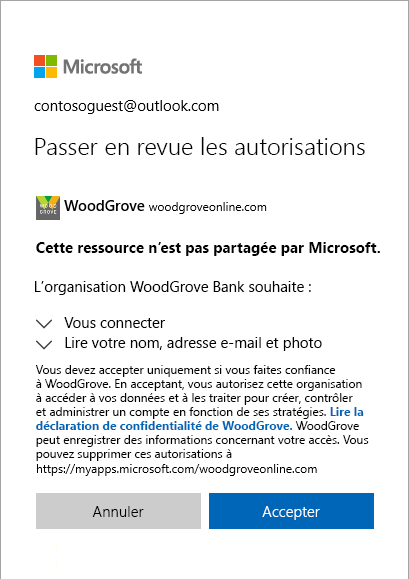 Microsoft
contosoguest@outlook.com
Passer en revue les autorisations
WOOD
GROVE
WoodGrove woodgroveonline.com
Cette ressource n’est pas partagée par Microsoft.
L’organisation WoodGrove Bank souhaite :
Vous connecter
Lire votre nom, adresse e-mail et photo
Vous devez accepter uniquement si vous faites confiance
à WoodGrove. En acceptant, vous autorisez cette organisation
à accéder à vos données et à les traiter pour créer, contrôler
et administrer un compte en fonction de ses stratégies. Lire la
déclaration de confidentialité de WoodGrove. WoodGrove
peut enregistrer des informations concernant votre accès. Vous
pouvez supprimer ces autorisations à
https://myapps.microsoft.com/woodgroveonline.com
Annuler
Accepter